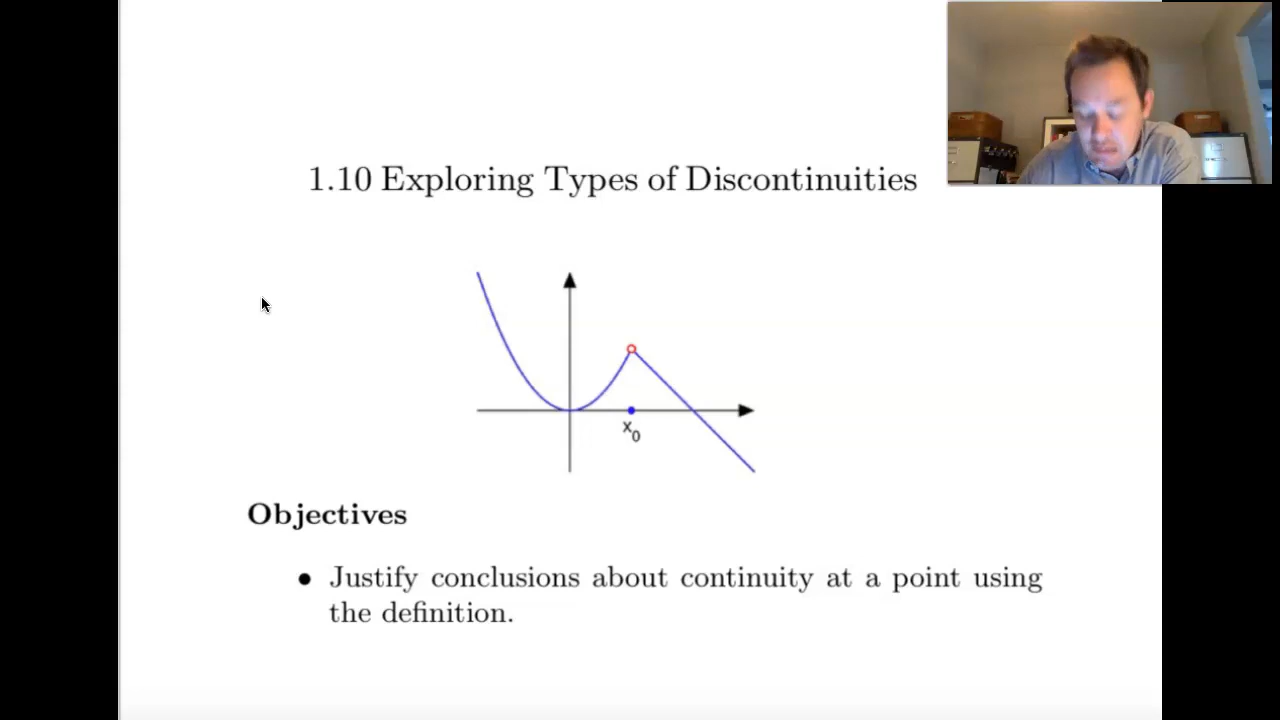 1.10 Exploring Types of Discontinuities
x₀
Objectives
• Justify conclusions about continuity at a point using
the definition.